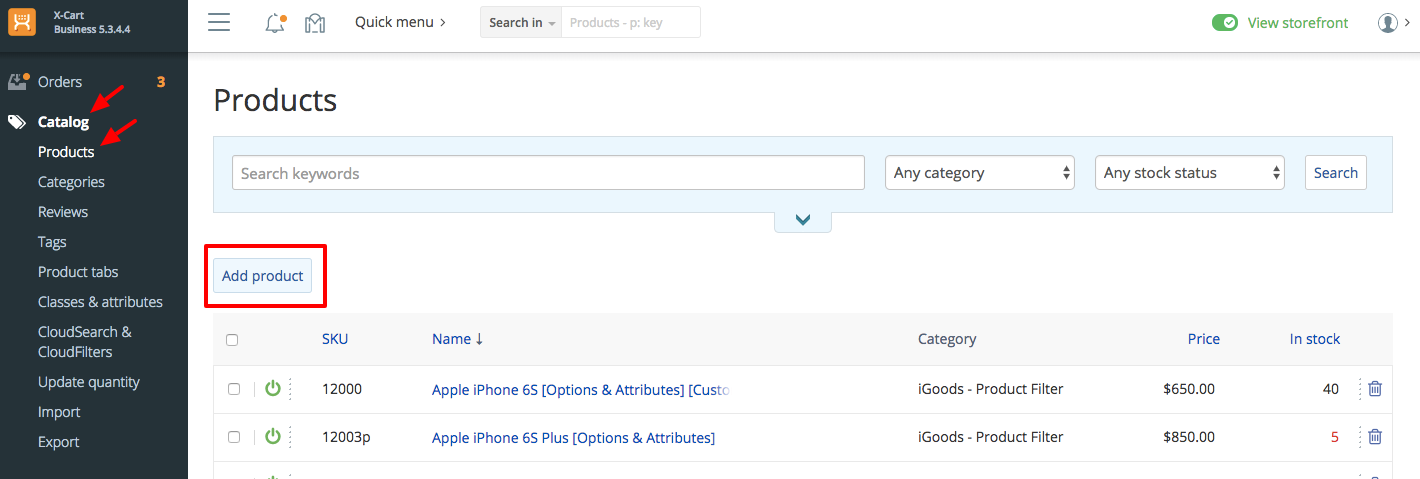 X-Cart
Business 5.3.4.4
Quick menu
Search in
Products - p: key
View storefront
Orders 3
Catalog
Products
Categories
Reviews
Tags
Product tabs
Classes & attributes
CloudSearch &
CloudFilters
Update quantity
Import
Export
Products
Search keywords
Any category
Any stock status
Search
Add product
SKU Name Category Price In stock
12000 Apple iPhone 6S [Options & Attributes] [Custo iGoods - Product Filter $650.00 40
12003p Apple iPhone 6S Plus [Options & Attributes] iGoods - Product Filter $850.00 5